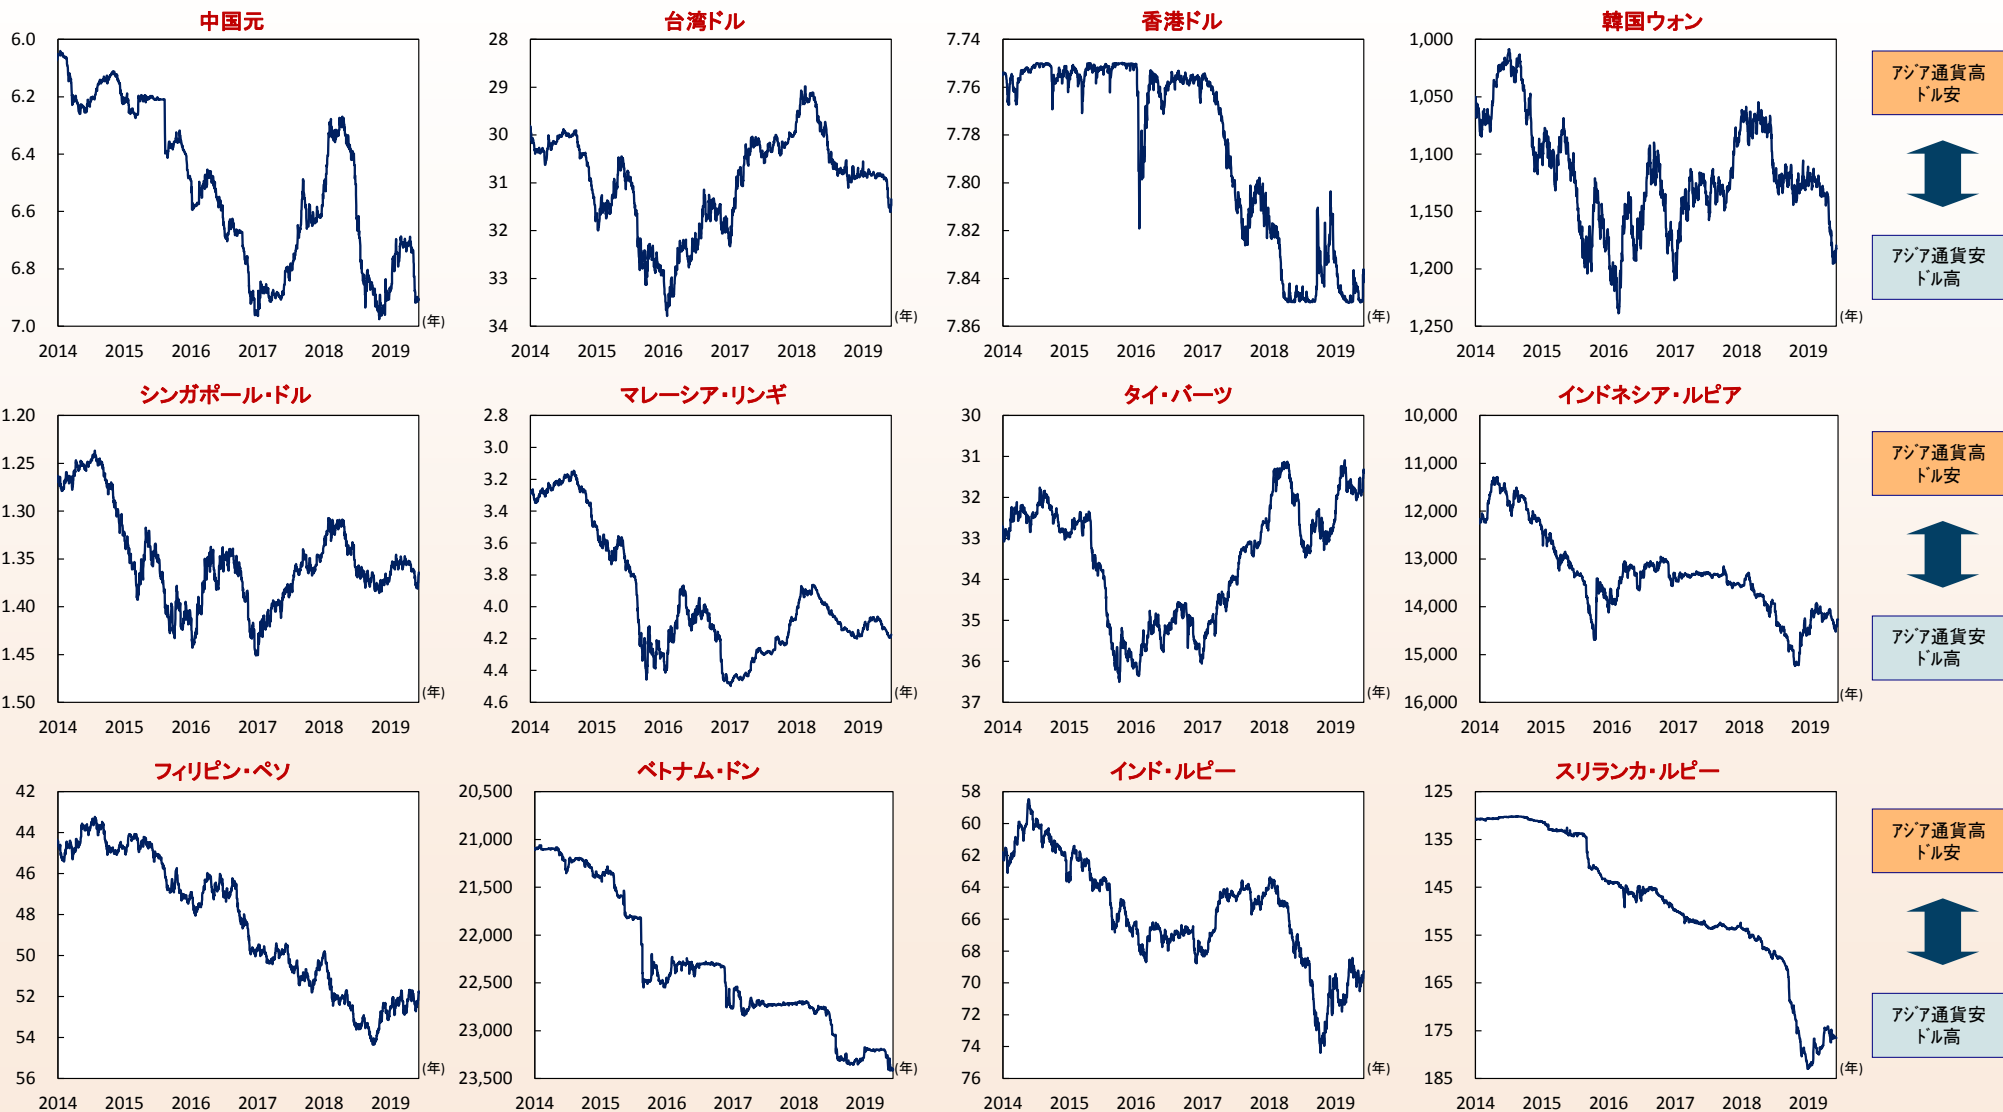 中国元
台湾ドル
香港ドル
韓国ウォン
6.0
6.2
6.4
6.6
6.8
7.0
2014 2015 2016 2017 2018 2019
(年)
28
29
30
31
32
33
34
2014 2015 2016 2017 2018 2019
(年)
7.74
7.76
7.78
7.80
7.82
7.84
7.86
2014 2015 2016 2017 2018 2019
(年)
1,000
1,050
1,100
1,150
1,200
1,250
2014 2015 2016 2017 2018 2019
(年)
アジア通貨高
ドル安
アジア通貨安
ドル高
シンガポール・ドル
マレーシア・リンギ
タイ・バーツ
インドネシア・ルピア
1.20
1.25
1.30
1.35
1.40
1.45
1.50
2014 2015 2016 2017 2018 2019
(年)
2.8
3.0
3.2
3.4
3.6
3.8
4.0
4.2
4.4
4.6
2014 2015 2016 2017 2018 2019
(年)
30
31
32
33
34
35
36
37
2014 2015 2016 2017 2018 2019
(年)
10,000
11,000
12,000
13,000
14,000
15,000
16,000
2014 2015 2016 2017 2018 2019
(年)
アジア通貨高
ドル安
アジア通貨安
ドル高
フィリピン・ペソ
ベトナム・ドン
インド・ルピー
スリランカ・ルピー
42
44
46
48
50
52
54
56
2014 2015 2016 2017 2018 2019
(年)
20,500
21,000
21,500
22,000
22,500
23,000
23,500
2014 2015 2016 2017 2018 2019
(年)
58
60
62
64
66
68
70
72
74
76
2014 2015 2016 2017 2018 2019
(年)
125
135
145
155
165
175
185
2014 2015 2016 2017 2018 2019
(年)
アジア通貨高
ドル安
アジア通貨安
ドル高